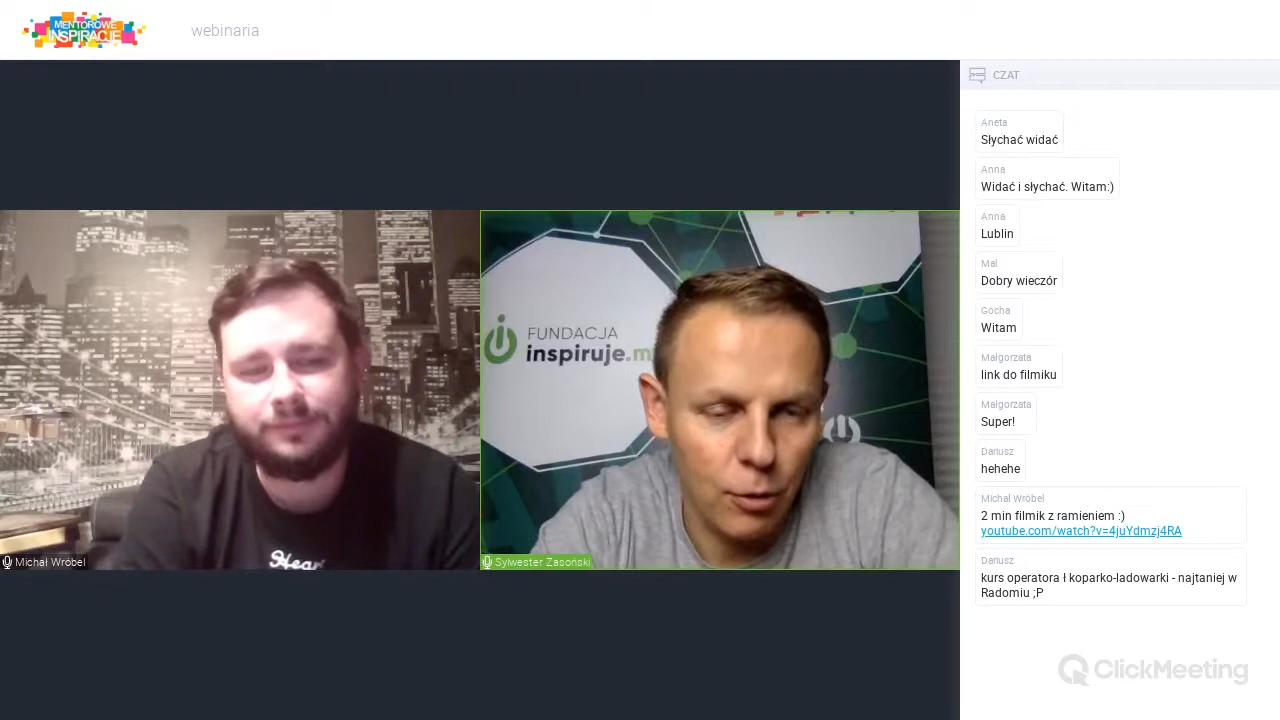 MENTOROWE
INSPIRACJE
webinaria
CZAT
Aneta
Słychać widać
Anna
Widać i słychać. Witam:)
Anna
Lublin
Mal
Dobry wieczór
Gocha
Witam
Małgorzata
link do filmiku
Małgorzata
Super!
Dariusz
hehehe
Michał Wróbel
2 min filmik z ramieniem :)
youtube.com/watch?v=4juYdmzj4RA
Dariusz
kurs operatora ł koparko-ladowarki - najtaniej w
Radomiu ;P
FUNDACJA
inspiruje.m
Michał Wróbel
Sylwester Zasoński
ClickMeeting